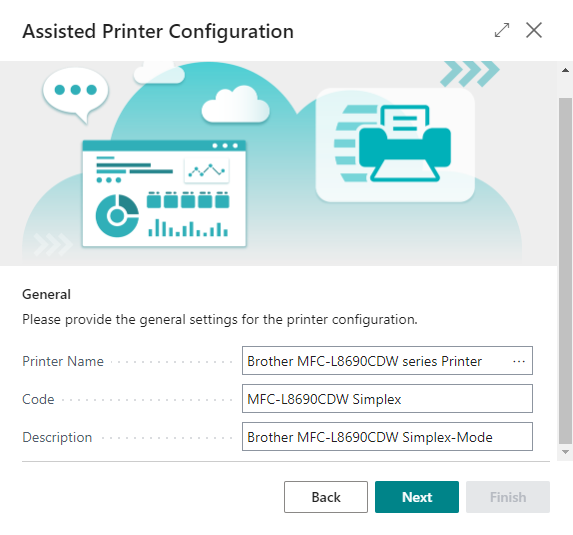 Assisted Printer Configuration
General
Please provide the general settings for the printer configuration.
Printer Name Brother MFC-L8690CDW series Printer ...
Code MFC-L8690CDW Simplex
Description Brother MFC-L8690CDW Simplex-Mode
Back Next Finish